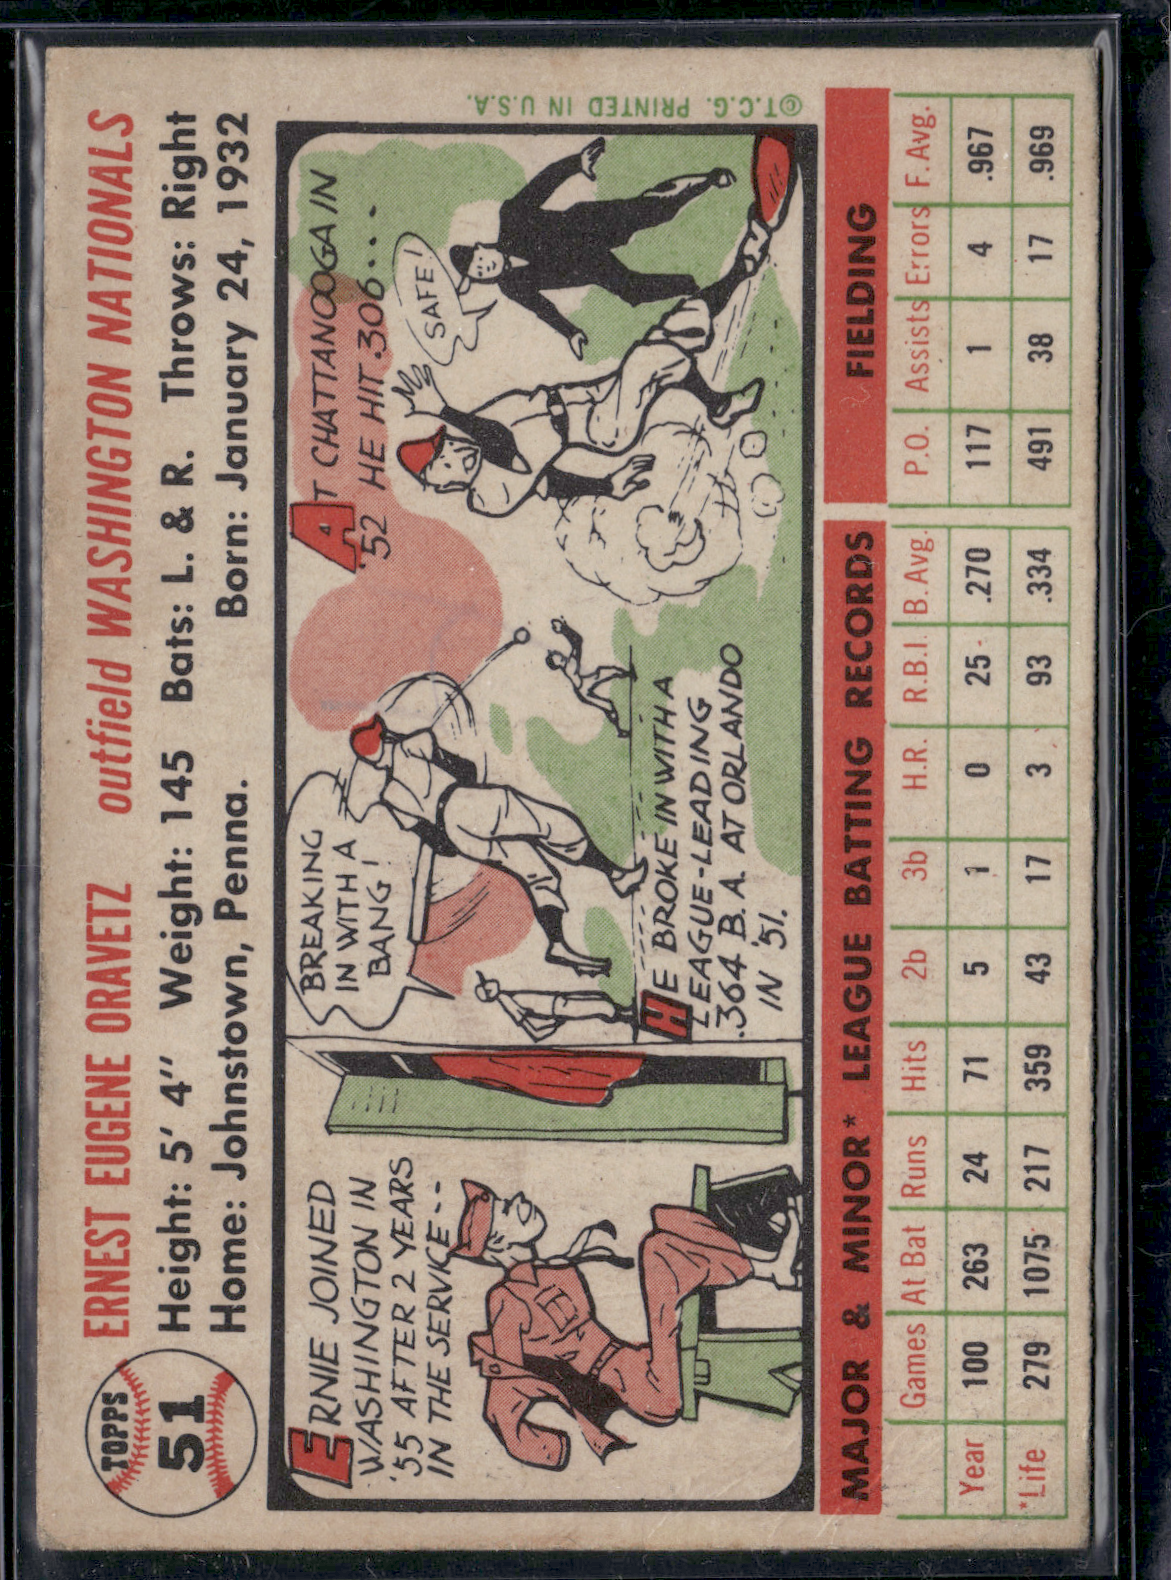 TOPPS
51
ERNEST EUGENE ORAVETZ outfield WASHINGTON NATIONALS
Height: 5' 4" Weight: 145 Bats: L. & R. Throws: Right
Home: Johnstown, Penna. Born: January 24, 1932
ERNIE JOINED
WASHINGTON IN
'55 AFTER 2 YEARS
IN THE SERVICE--
BREAKING
IN WITH A
BANG!
HE BROKE IN WITH A
LEAGUE-LEADING
.364 B.A. AT ORLANDO
IN '51.
AT CHATTANOOGA IN
'52 HE HIT .306...
SAFE!
© T.C.G. PRINTED IN U.S.A.
MAJOR & MINOR* LEAGUE BATTING RECORDS FIELDING
Games At Bat Runs Hits 2b 3b H.R. R.B.I. B.Avg. P.O. Assists Errors F.Avg.
Year 100 263 24 71 5 1 0 25 .270 117 1 4 .967
*Life 279 1075 217 359 43 17 3 93 .334 491 38 17 .969